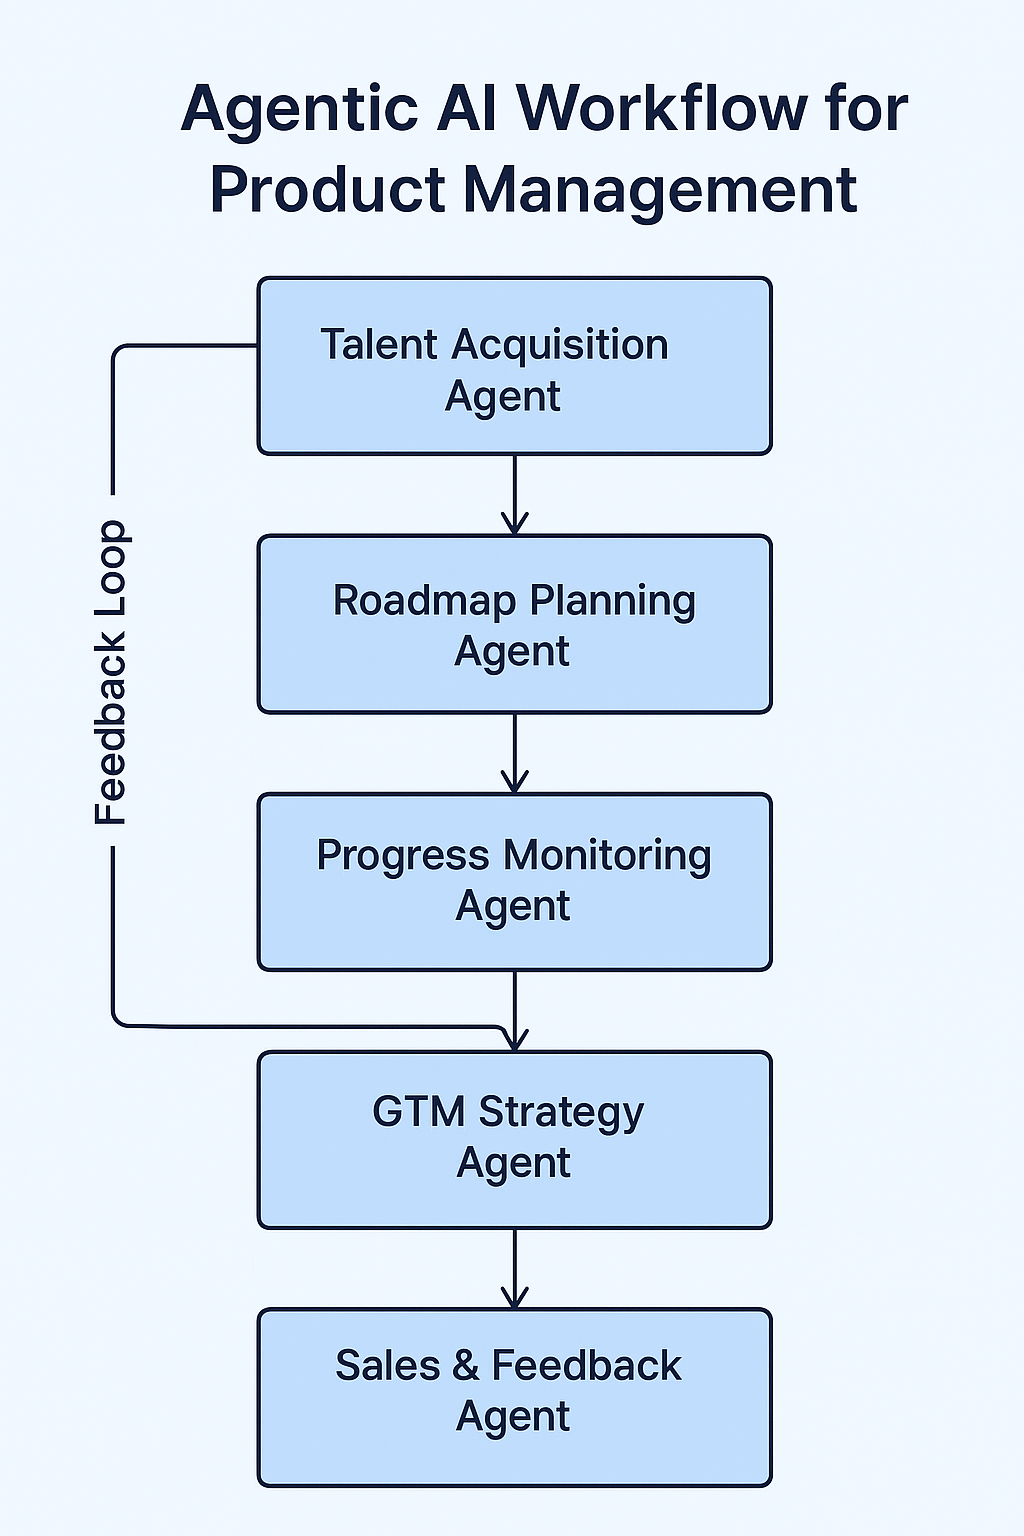 Agentic AI Workflow for
Product Management
Talent Acquisition
Agent
Feedback Loop
Roadmap Planning
Agent
Progress Monitoring
Agent
GTM Strategy
Agent
Sales & Feedback
Agent